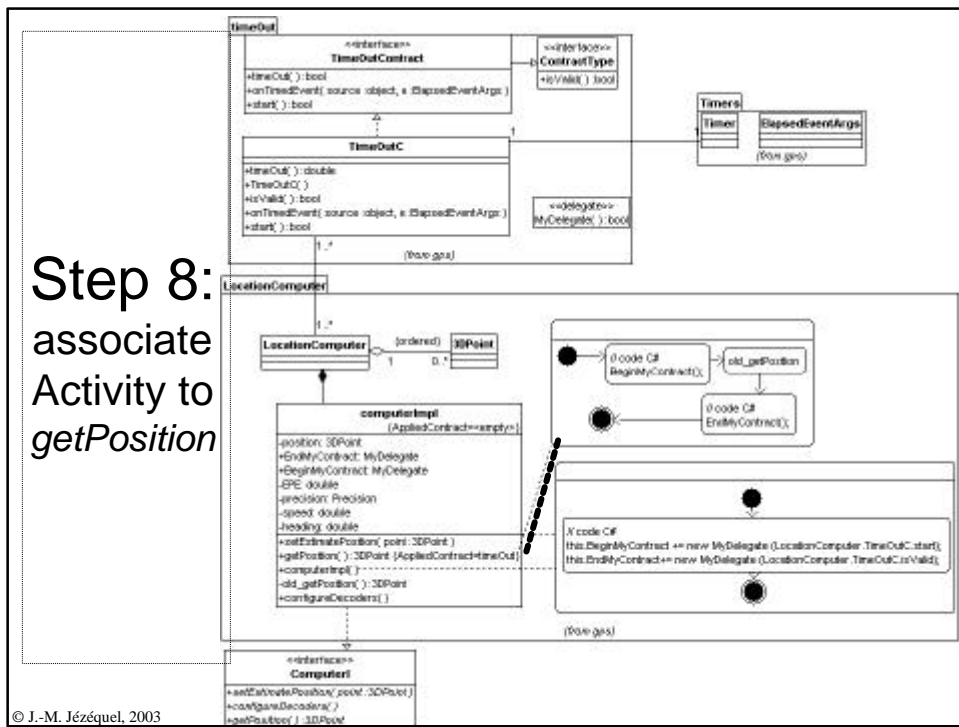 timeOut
<<interface>>
TimeOutContract
+timeOut( ):bool
+onTimedEvent( source :object, e :ElapsedEventArgs )
+start( ):bool
<<interface>>
ContractType
+isValid( ):bool
Timers
Timer
ElapsedEventArgs
(from gps)
1
1
TimeOutC
+timeOut( ):double
+TimeOutC( )
+isValid( ):bool
+onTimedEvent( source :object, e :ElapsedEventArgs )
+start( ):bool
<<delegate>>
MyDelegate( ):bool
1..*
(from gps)
Step 8:
associate
Activity to
getPosition
LocationComputer
1..*
LocationComputer
(ordered)
1
0..*
3DPoint
// code C#
BeginMyContract();
old_getPosition
// code C#
EndMyContract();
computerImpl
{AppliedContract=<empty>}
-position: 3DPoint
+EndMyContract: MyDelegate
+BeginMyContract: MyDelegate
-EPE: double
-precision: Precision
-speed: double
-heading: double
+setEstimatePosition( point :3DPoint )
+getPosition( ):3DPoint {AppliedContract=timeOut}
+computerImpl( )
-old_getPosition( ):3DPoint
+configureDecoders( )
// code C#
this.BeginMyContract += new MyDelegate (LocationComputer.TimeOutC.start);
this.EndMyContract+= new MyDelegate (LocationComputer.TimeOutC.isValid);
(from gps)
<<interface>>
ComputerI
+setEstimatePosition( point :3DPoint )
+configureDecoders( )
+getPosition( ):3DPoint
© J.-M. Jézéquel, 2003